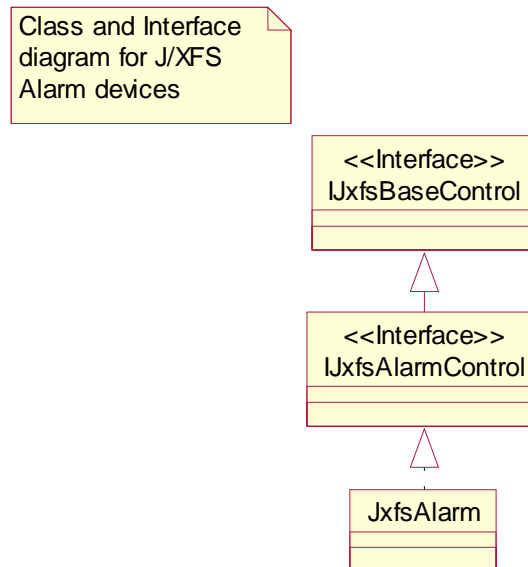 Class and Interface
diagram for J/XFS
Alarm devices
<<Interface>>
IJxfsBaseControl
<<Interface>>
IJxfsAlarmControl
JxfsAlarm